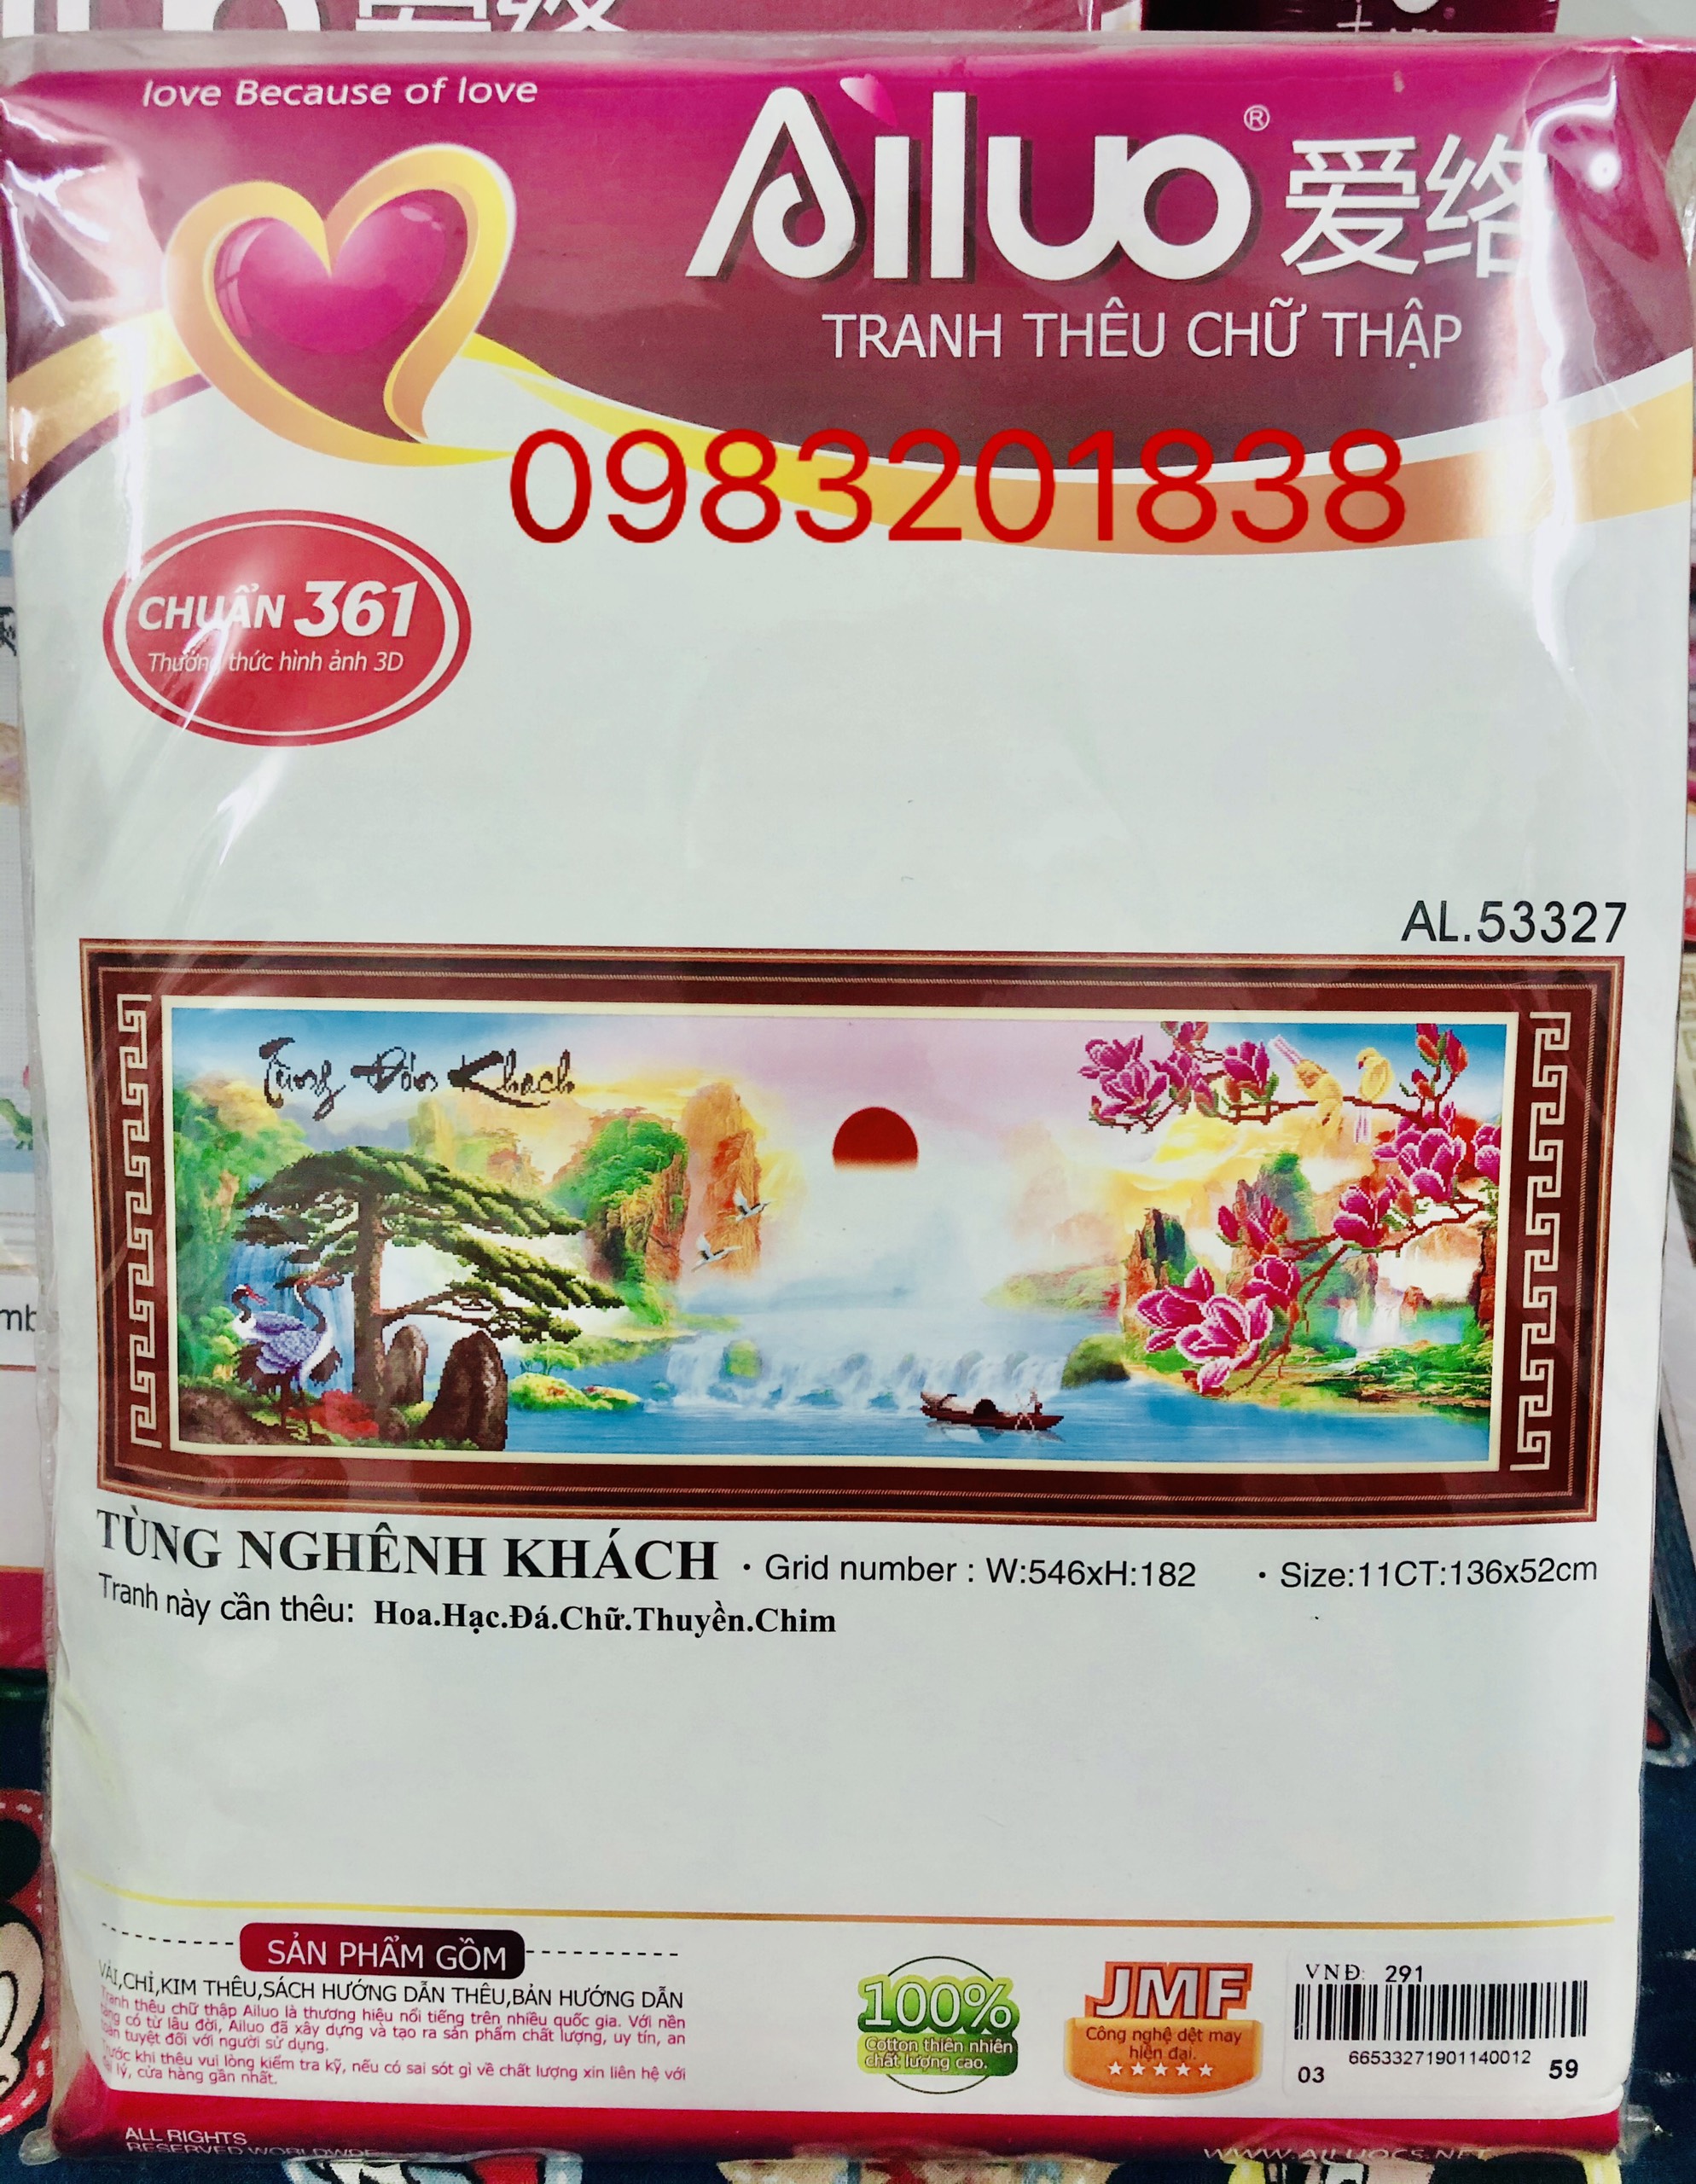 love Because of love
Ailuo® 爱络
TRANH THÊU CHỮ THẬP
0983201838
CHUẨN 361
Thưởng thức hình ảnh 3D
AL.53327
Tùng Đón Khách
TÙNG NGHÊNH KHÁCH · Grid number : W:546xH:182 · Size:11CT:136x52cm
Tranh này cần thêu: Hoa.Hạc.Đá.Chữ.Thuyền.Chim
SẢN PHẨM GỒM
VẢI,CHỈ,KIM THÊU,SÁCH HƯỚNG DẪN THÊU,BẢN HƯỚNG DẪN
Tranh thêu chữ thập Ailuo là thương hiệu nổi tiếng trên nhiều quốc gia. Với nền
tảng có từ lâu đời, Ailuo đã xây dựng và tạo ra sản phẩm chất lượng, uy tín, an
toàn tuyệt đối với người sử dụng.
Trước khi thêu vui lòng kiểm tra kỹ, nếu có sai sót gì về chất lượng xin liên hệ với
lý, cửa hàng gần nhất.
100%
Cotton thiên nhiên
chất lượng cao.
JMF
Công nghệ dệt may
hiện đại.
VNĐ: 291
66533271901140012
03 59
ALL RIGHTS
RESERVED WORLDWDE
WWW.AILUOCS.NET